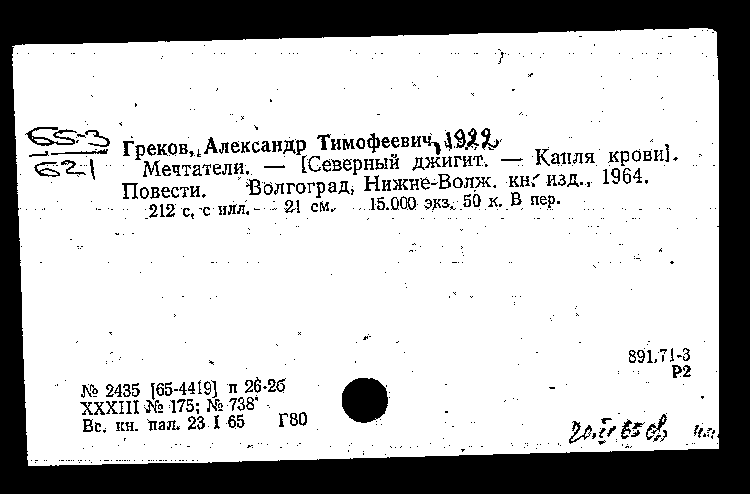 65-3
621
Греков, Александр Тимофеевич, 1922
Мечтатели. — [Северный джигит. — Капля крови].
Повести. Волгоград, Нижне-Волж. кн. изд., 1964.
212 с. с илл. 21 см. 15.000 экз. 50 к. В пер.
891.71-3
Р2
№ 2435 [65-4419] п 26-26
XXXIII № 175; № 738
Вс. кн. пал. 23 I 65 Г80
65